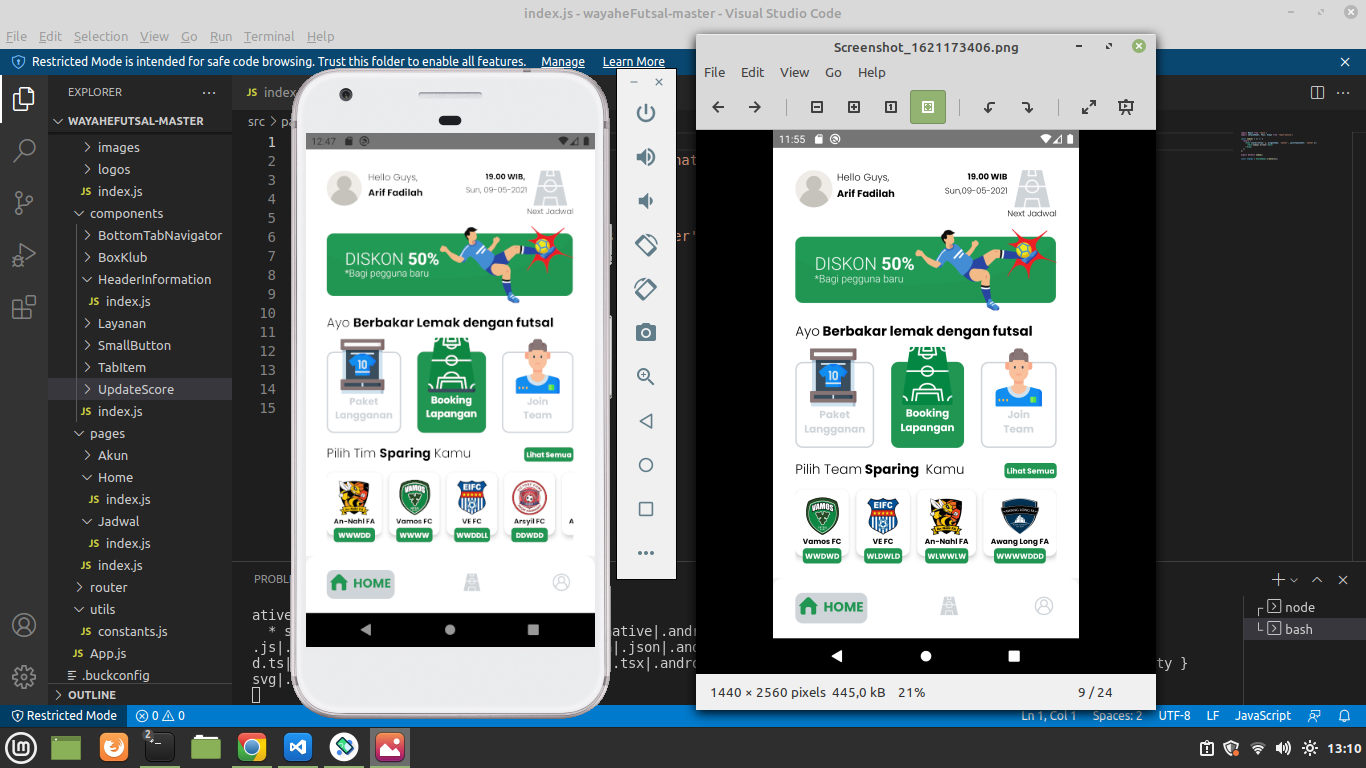 index.js - wayaheFutsal-master - Visual Studio Code
File Edit Selection View Go Run Terminal Help
Restricted Mode is intended for safe code browsing. Trust this folder to enable all features. Manage Learn More
EXPLORER
WAYAHEFUTSAL-MASTER
images
logos
JS index.js
components
BottomTabNavigator
BoxKlub
HeaderInformation
JS index.js
Layanan
SmallButton
TabItem
UpdateScore
JS index.js
pages
Akun
Home
JS index.js
Jadwal
JS index.js
JS index.js
router
utils
JS constants.js
JS App.js
.buckconfig
OUTLINE
JS index
src > pa
1
2
3
4
5
6
7
8
9
10
11
12
13
14
15
nat
er'
PROBL
ative
* s
.js|.
d.ts|
svg|.
native|.andr
|.json|.and
.tsx|.andro
ty }
node
bash
12:47
Hello Guys,
Arif Fadilah
19.00 WIB,
Sun, 09-05-2021
Next Jadwal
DISKON 50%
*Bagi pegguna baru
Ayo Berbakar Lemak dengan futsal
10
Paket
Langganan
Booking
Lapangan
Join
Team
Pilih Tim Sparing Kamu
Lihat Semua
VAMOS
EIFC
An-Nahl FA
Vamos FC
VE FC
Arsyil FC
A
WWWDD
WWWW
WWDDLL
DDWDD
HOME
Screenshot_1621173406.png
File Edit View Go Help
11:55
Hello Guys,
Arif Fadilah
19.00 WIB
Sun,09-05-2021
Next Jadwal
DISKON 50%
*Bagi pegguna baru
Ayo Berbakar lemak dengan futsal
10
Paket
Langganan
Booking
Lapangan
Join
Team
Pilih Team Sparing Kamu
Lihat Semua
VAMOS
EIFC
Vamos FC
VE FC
An-Nahl FA
Awang Long FA
WWDWD
WLDWLD
WLWWLW
WWWWDDD
HOME
1440 × 2560 pixels 445,0 kB 21% 9 / 24
Restricted Mode 0 0 Ln 1, Col 1 Spaces: 2 UTF-8 LF JavaScript
2
13:10